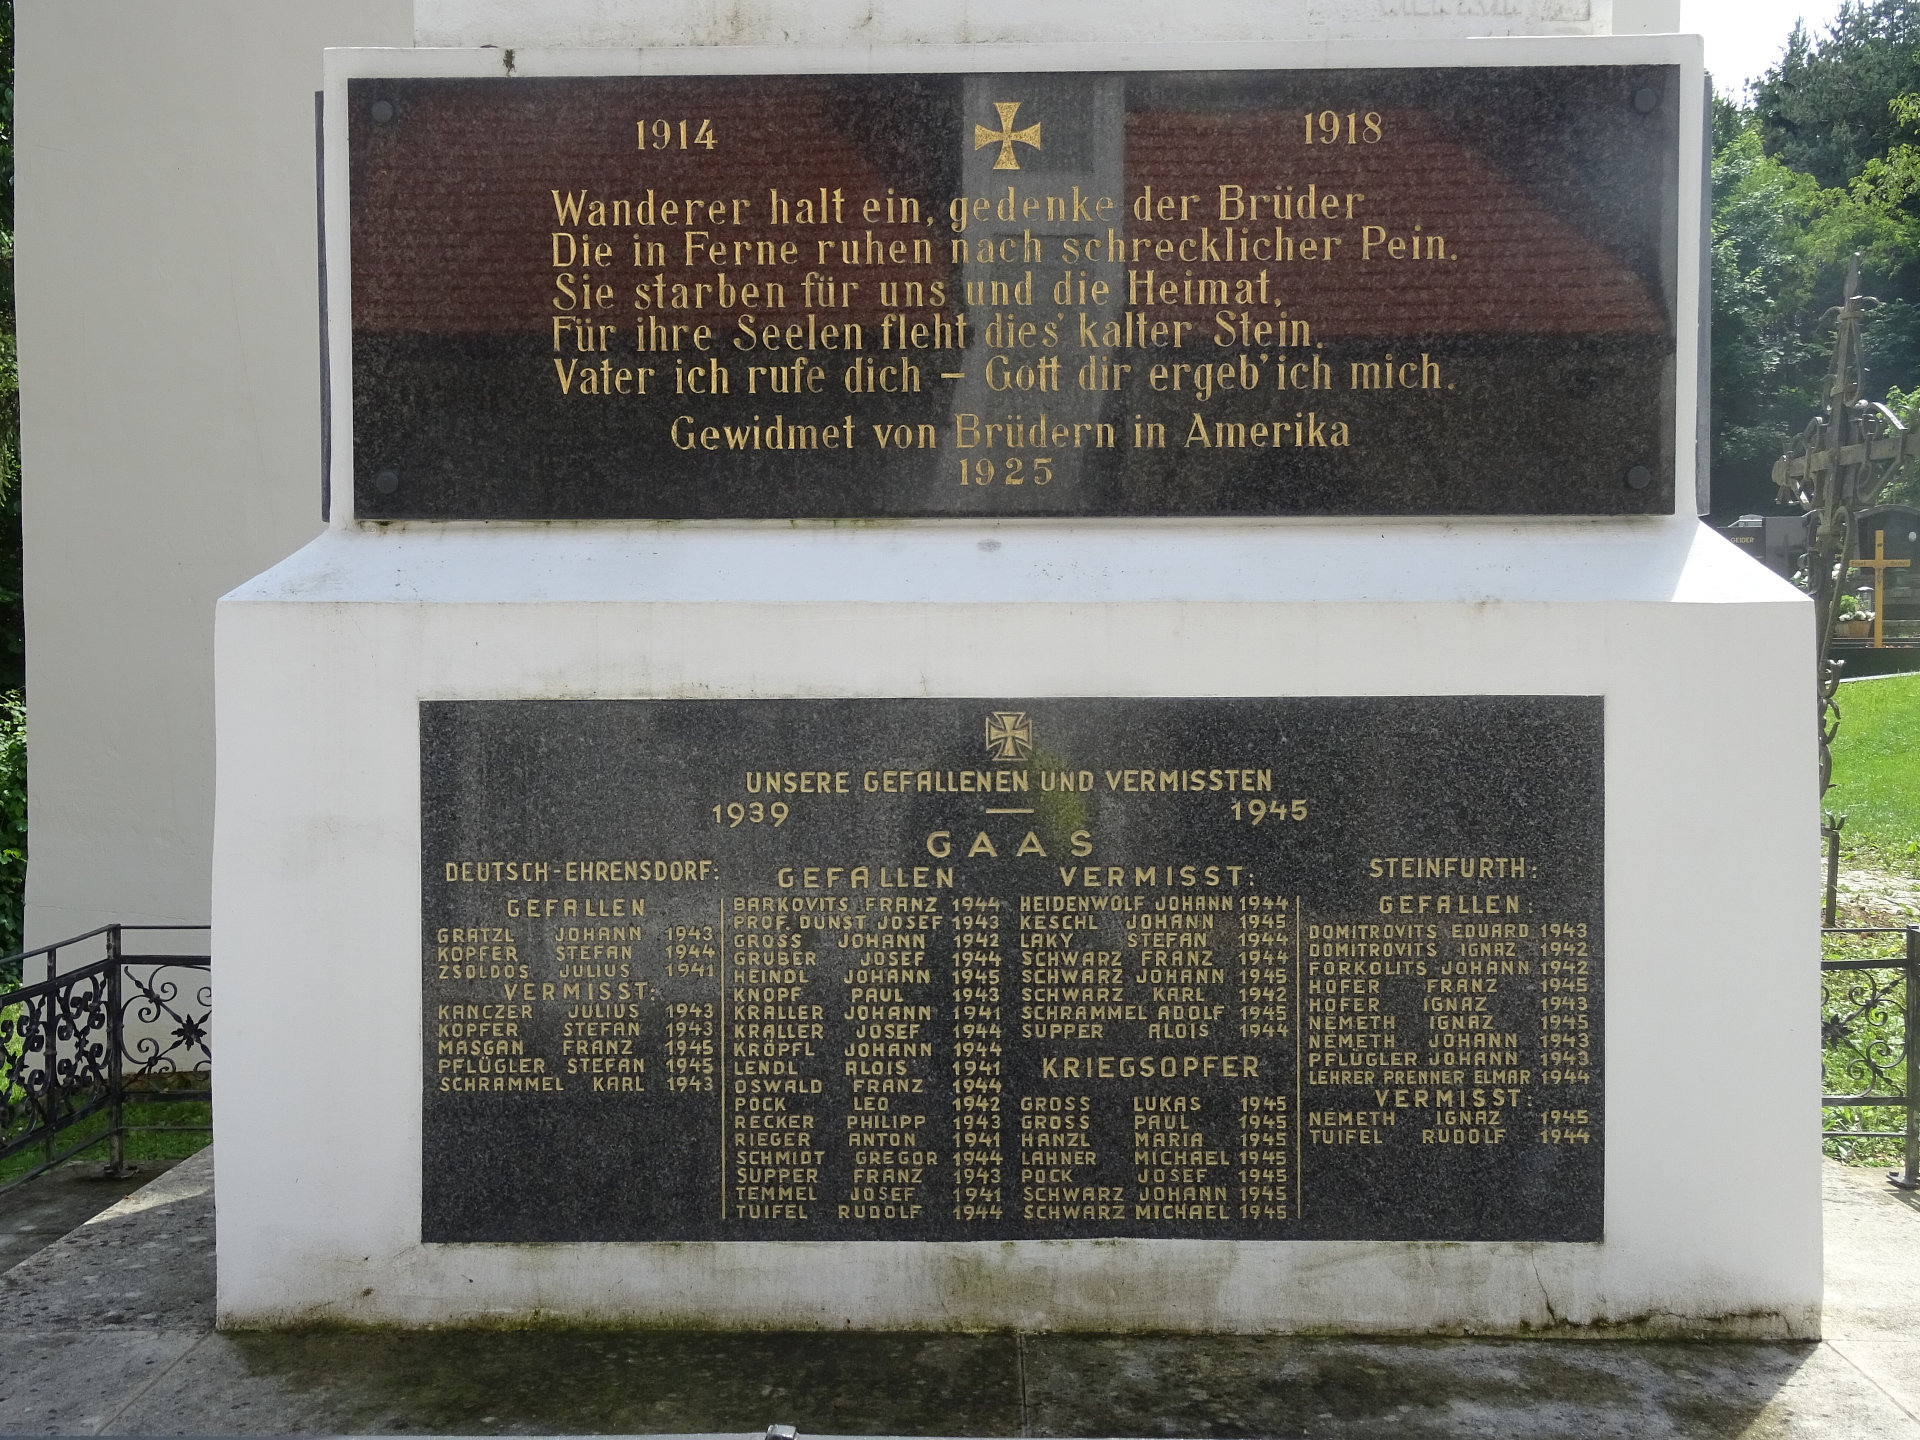 1914 1918
Wanderer halt ein, gedenke der Brüder
Die in Ferne ruhen nach schrecklicher Pein.
Sie starben für uns und die Heimat,
Für ihre Seelen fleht dies' kalter Stein.
Vater ich rufe dich – Gott dir ergeb' ich mich.
Gewidmet von Brüdern in Amerika
1925
GEIDER
UNSERE GEFALLENEN UND VERMISSTEN
1939 — 1945
DEUTSCH-EHRENSDORF:
GEFALLEN
GRATZL JOHANN 1943
KOPFER STEFAN 1944
ZSOLDOS JULIUS 1941
VERMISST:
KANCZER JULIUS 1943
KOPFER STEFAN 1943
MASGAN FRANZ 1945
PFLÜGLER STEFAN 1945
SCHRAMMEL KARL 1943
GAAS
GEFALLEN
BARKOVITS FRANZ 1944
PROF. DUNST JOSEF 1943
GROSS JOHANN 1942
GRUBER JOSEF 1944
HEINDL JOHANN 1945
KNOPF PAUL 1943
KRALLER JOHANN 1941
KRALLER JOSEF 1944
KRÖPFL JOHANN 1944
LENDL ALOIS 1941
OSWALD FRANZ 1944
POCK LEO 1942
RECKER PHILIPP 1943
RIEGER ANTON 1941
SCHMIDT GREGOR 1944
SUPPER FRANZ 1943
TEMMEL JOSEF 1941
TUIFEL RUDOLF 1944
VERMISST:
HEIDENWOLF JOHANN 1944
KESCHL JOHANN 1945
LAKY STEFAN 1944
SCHWARZ FRANZ 1944
SCHWARZ JOHANN 1945
SCHWARZ KARL 1942
SCHRAMMEL ADOLF 1945
SUPPER ALOIS 1944
KRIEGSOPFER
GROSS LUKAS 1945
GROSS PAUL 1945
HANZL MARIA 1945
LAHNER MICHAEL 1945
POCK JOSEF 1945
SCHWARZ JOHANN 1945
SCHWARZ MICHAEL 1945
STEINFURTH:
GEFALLEN:
DOMITROVITS EDUARD 1943
DOMITROVITS IGNAZ 1942
FORKOLITS JOHANN 1942
HOFER FRANZ 1945
HOFER IGNAZ 1943
NEMETH IGNAZ 1945
NEMETH JOHANN 1943
PFLÜGLER JOHANN 1943
LEHRER PRENNER ELMAR 1944
VERMISST:
NEMETH IGNAZ 1945
TUIFEL RUDOLF 1944